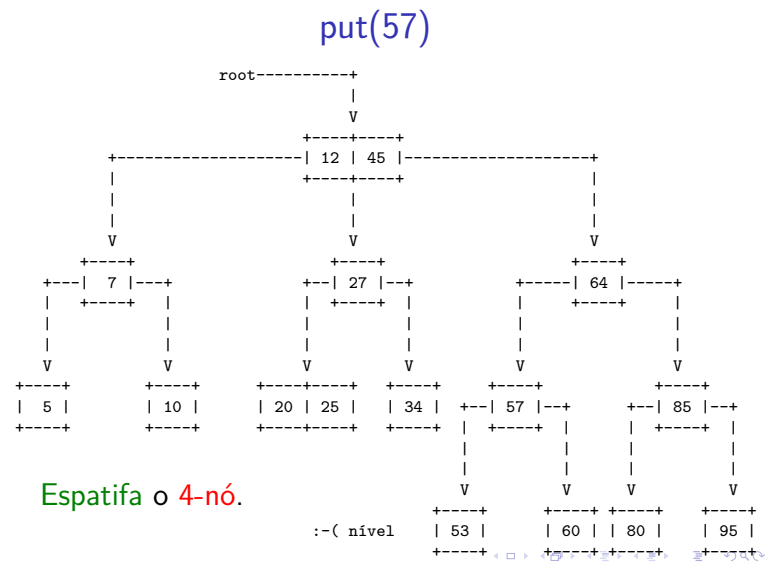 put(57)
root
12 45
7 27 64
5 10 20 25 34 57 85
Espatifa o 4-nó.
:-( nível 53 60 80 95